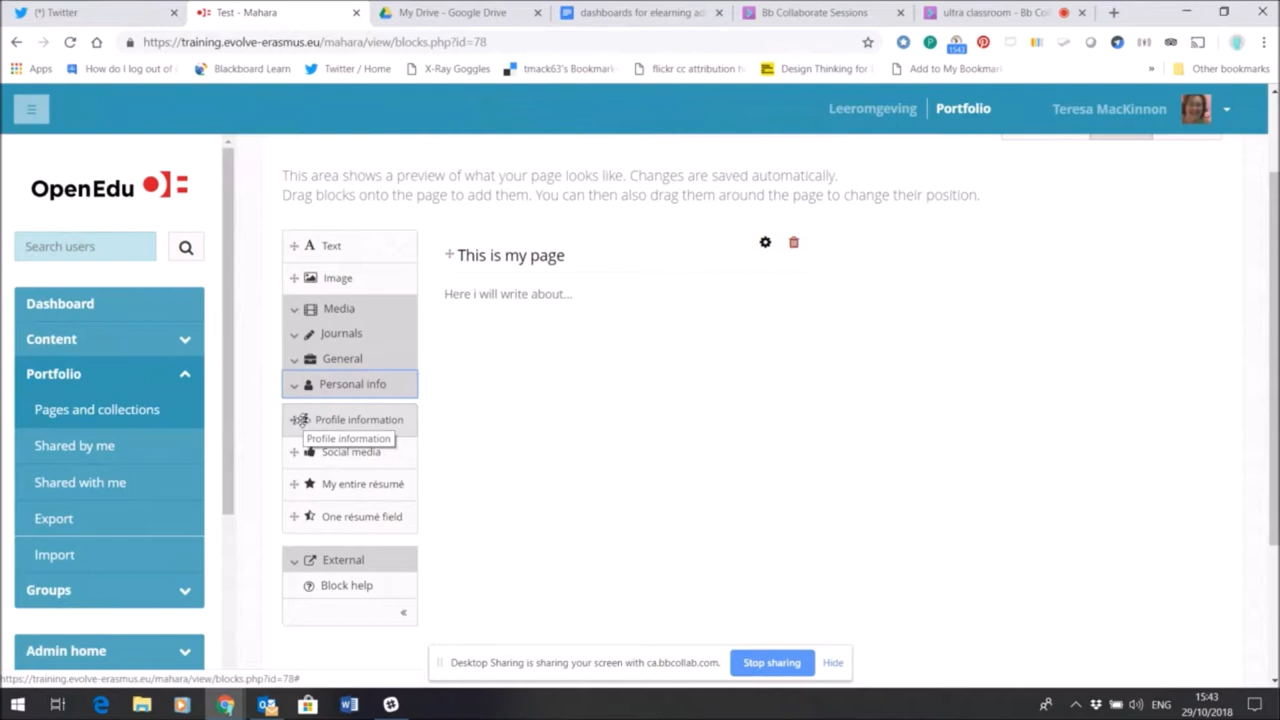 (*) Twitter
Test - Mahara
My Drive - Google Drive
dashboards for elearning ad
Bb Collaborate Sessions
ultra classroom - Bb Col
https://training.evolve-erasmus.eu/mahara/view/blocks.php?id=78
1543
Apps
How do I log out of
Blackboard Learn
Twitter / Home
X-Ray Goggles
tmack63's Bookmark
flickr cc attribution h
Design Thinking for
Add to My Bookmar
»
Other bookmarks
Leeromgeving
Portfolio
Teresa MacKinnon
OpenEdu
Search users
Dashboard
Content
Portfolio
Pages and collections
Shared by me
Shared with me
Export
Import
Groups
Admin home
This area shows a preview of what your page looks like. Changes are saved automatically.
Drag blocks onto the page to add them. You can then also drag them around the page to change their position.
A Text
Image
Media
Journals
General
Personal info
Profile information
Profile information
Social media
My entire résumé
One résumé field
External
Block help
«
This is my page
Here i will write about...
Desktop Sharing is sharing your screen with ca.bbcollab.com.
Stop sharing
Hide
https://training.evolve-erasmus.eu/mahara/view/blocks.php?id=78#
ENG
15:43
29/10/2018